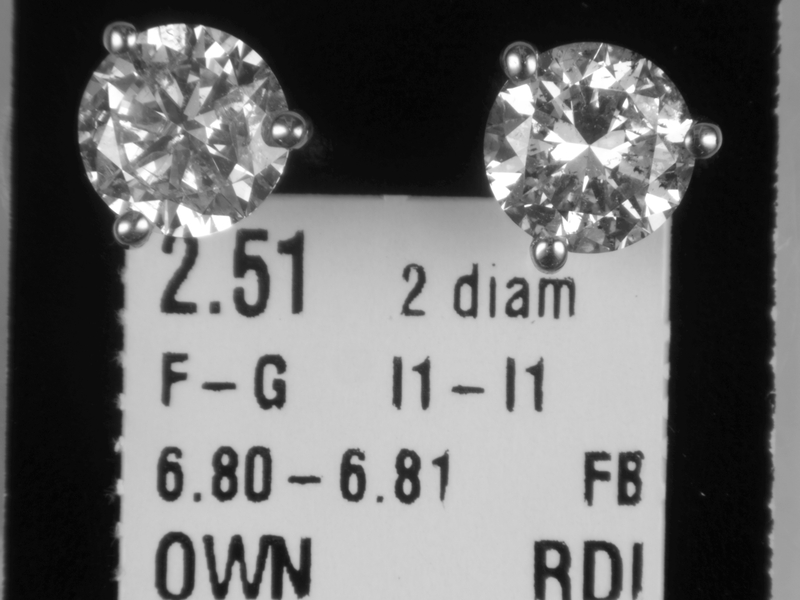 2.51 2 diam
F-G I1-I1
6.80-6.81 FB
OWN RDI